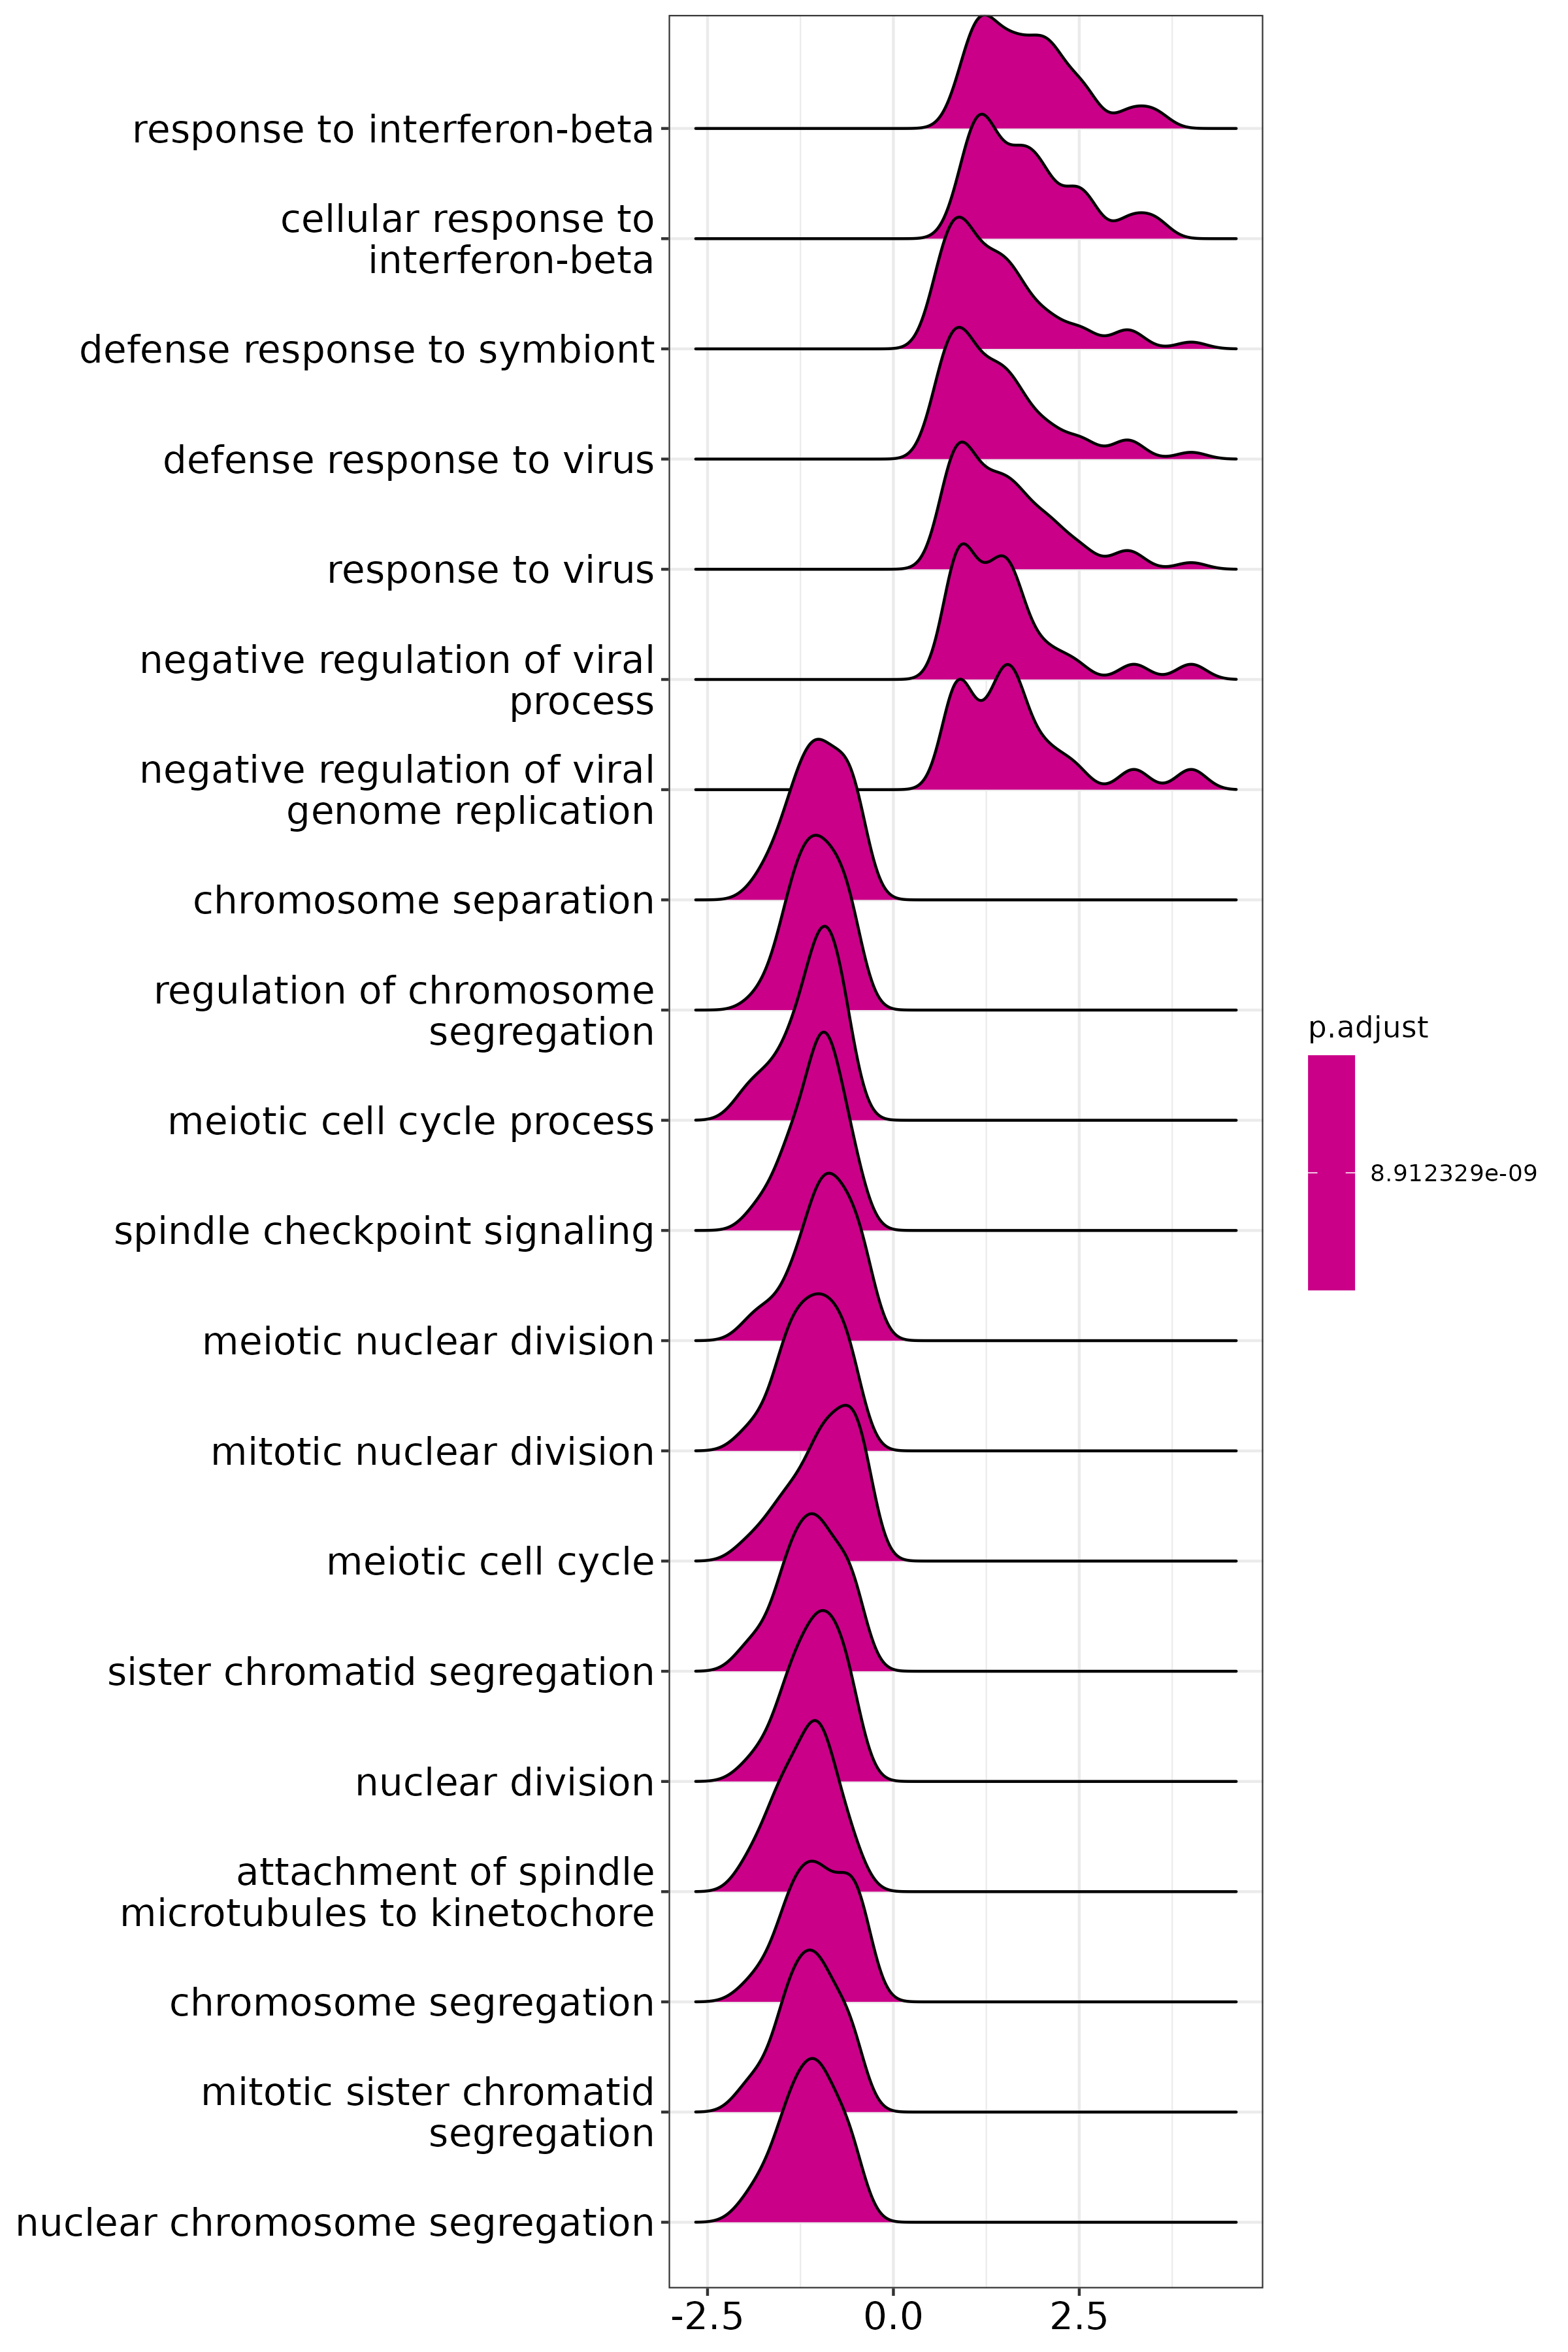 response to interferon-beta
cellular response to
interferon-beta
defense response to symbiont
defense response to virus
response to virus
negative regulation of viral
process
negative regulation of viral
genome replication
chromosome separation
regulation of chromosome
segregation
meiotic cell cycle process
spindle checkpoint signaling
meiotic nuclear division
mitotic nuclear division
meiotic cell cycle
sister chromatid segregation
nuclear division
attachment of spindle
microtubules to kinetochore
chromosome segregation
mitotic sister chromatid
segregation
nuclear chromosome segregation
-2.5 0.0 2.5
p.adjust
8.912329e-09